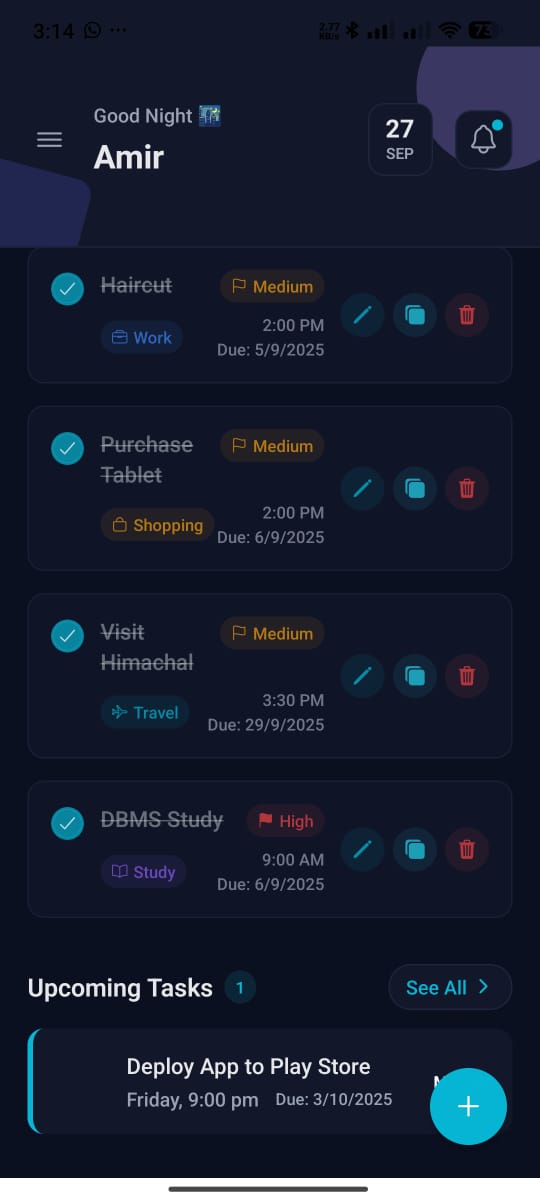 3:14
2.77
KB/s
73
Good Night
Amir
27
SEP
Haircut
Medium
Work
2:00 PM
Due: 5/9/2025
Purchase
Tablet
Medium
Shopping
2:00 PM
Due: 6/9/2025
Visit
Himachal
Medium
Travel
3:30 PM
Due: 29/9/2025
DBMS Study
High
Study
9:00 AM
Due: 6/9/2025
Upcoming Tasks 1
See All
Deploy App to Play Store
Friday, 9:00 pm Due: 3/10/2025